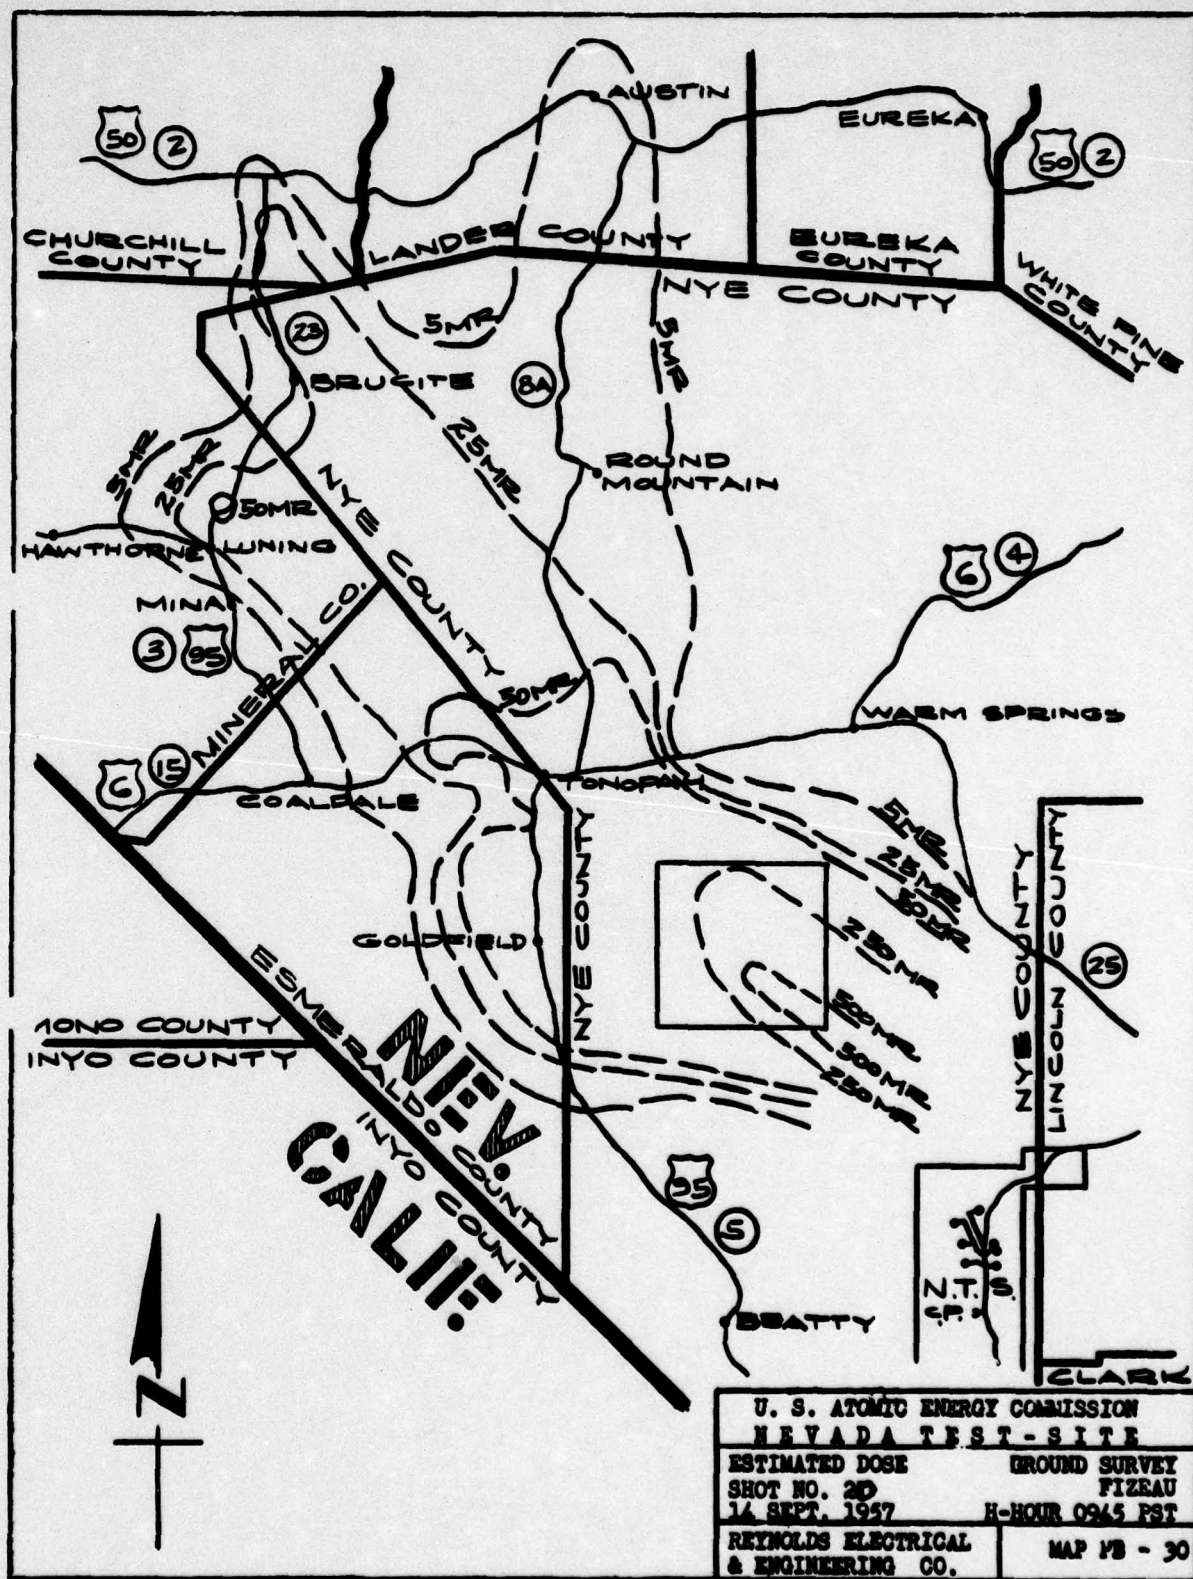 AUSTIN
EUREKA
50
2
50
2
CHURCHILL
COUNTY
LANDER COUNTY
EUREKA
COUNTY
NYE COUNTY
WHITE PINE
COUNTY
5MR
23
BRUCITE
8A
5MR
5MR
25MR
25MR
ROUND
MOUNTAIN
50MR
NYE COUNTY
HAWTHORNE
LUNING
6
4
MINA
3
95
MINERAL CO.
50MR
WARM SPRINGS
6
15
COALDALE
TONOPAH
5MR
25MR
50MR
NYE COUNTY
NYE COUNTY
LINCOLN COUNTY
GOLDFIELD
250MR
500MR
500MR
250MR
25
MONO COUNTY
INYO COUNTY
ESMERALDO COUNTY
INYO COUNTY
NEV.
CALIF.
95
5
BEATTY
N.T.S.
C.P.
CLARK
N
U. S. ATOMIC ENERGY COMMISSION
NEVADA TEST-SITE
ESTIMATED DOSE GROUND SURVEY
SHOT NO. 20 FIZEAU
14 SEPT. 1957 H-HOUR 0945 PST
REYNOLDS ELECTRICAL
& ENGINEERING CO.
MAP PB - 30